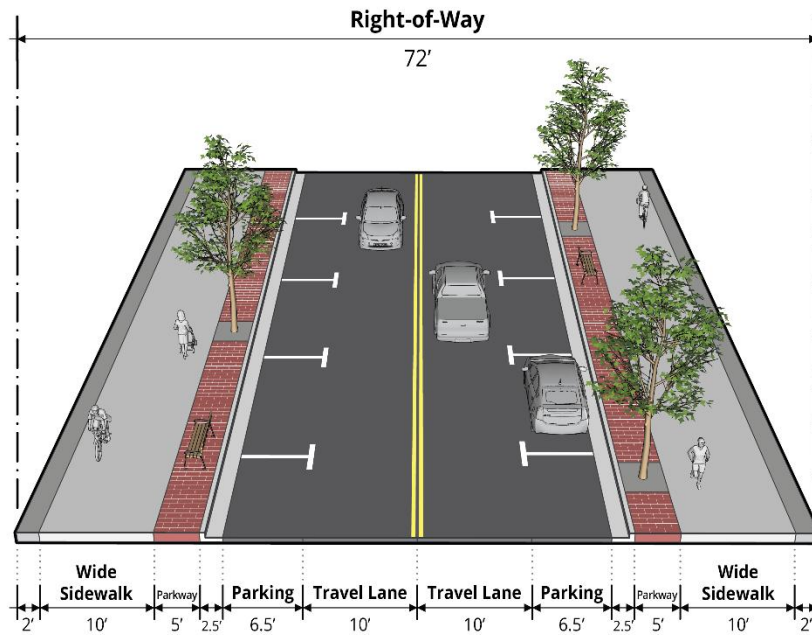 Right-of-Way
72’
Wide Sidewalk
Parkway
Parking
Travel Lane
Travel Lane
Parking
Parkway
Wide Sidewalk
2’ 10’ 5’ 2.5’ 6.5’ 10’ 10’ 6.5’ 2.5’ 5’ 10’ 2’